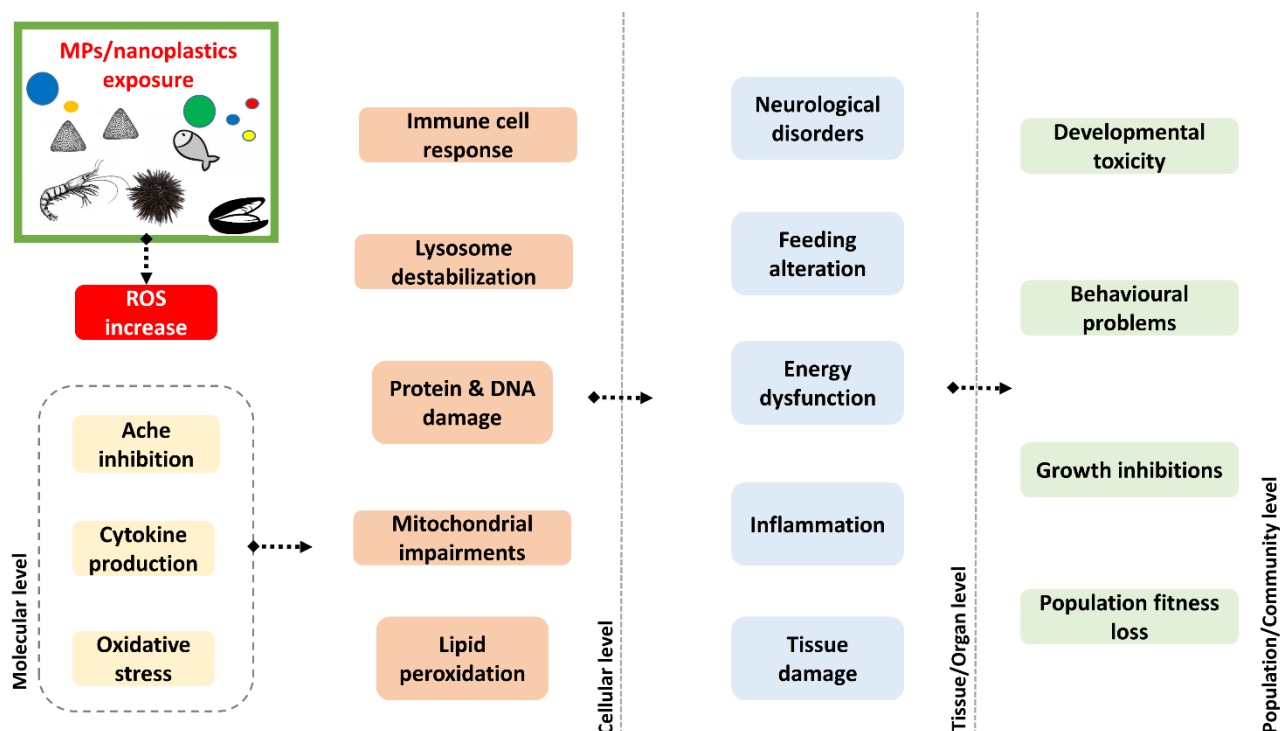 MPs/nanoplastics
exposure
ROS
increase
Molecular level
Ache
inhibition
Cytokine
production
Oxidative
stress
Immune cell
response
Lysosome
destabilization
Protein & DNA
damage
Mitochondrial
impairments
Lipid
peroxidation
Cellular level
Neurological
disorders
Feeding
alteration
Energy
dysfunction
Inflammation
Tissue
damage
Tissue/Organ level
Developmental
toxicity
Behavioural
problems
Growth inhibitions
Population fitness
loss
Population/Community level